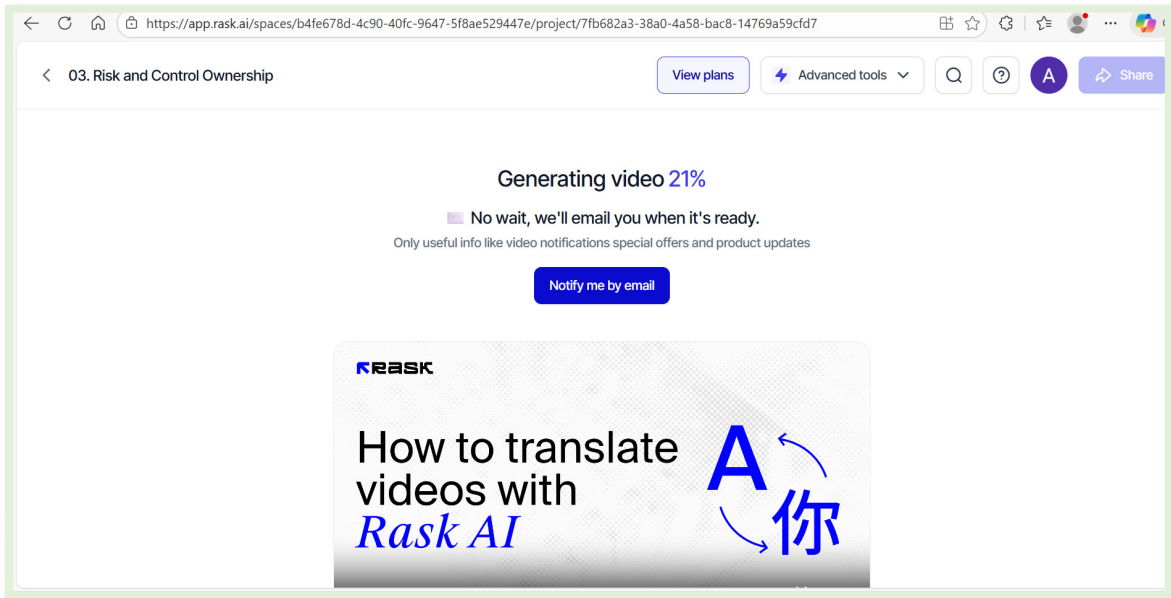 https://app.rask.ai/spaces/b4fe678d-4c90-40fc-9647-5f8ae529447e/project/7fb682a3-38a0-4a58-bac8-14769a59cfd7
03. Risk and Control Ownership
View plans
Advanced tools
A
Share
Generating video 21%
No wait, we'll email you when it's ready.
Only useful info like video notifications special offers and product updates
Notify me by email
RASK
How to translate
videos with
Rask AI
A
你